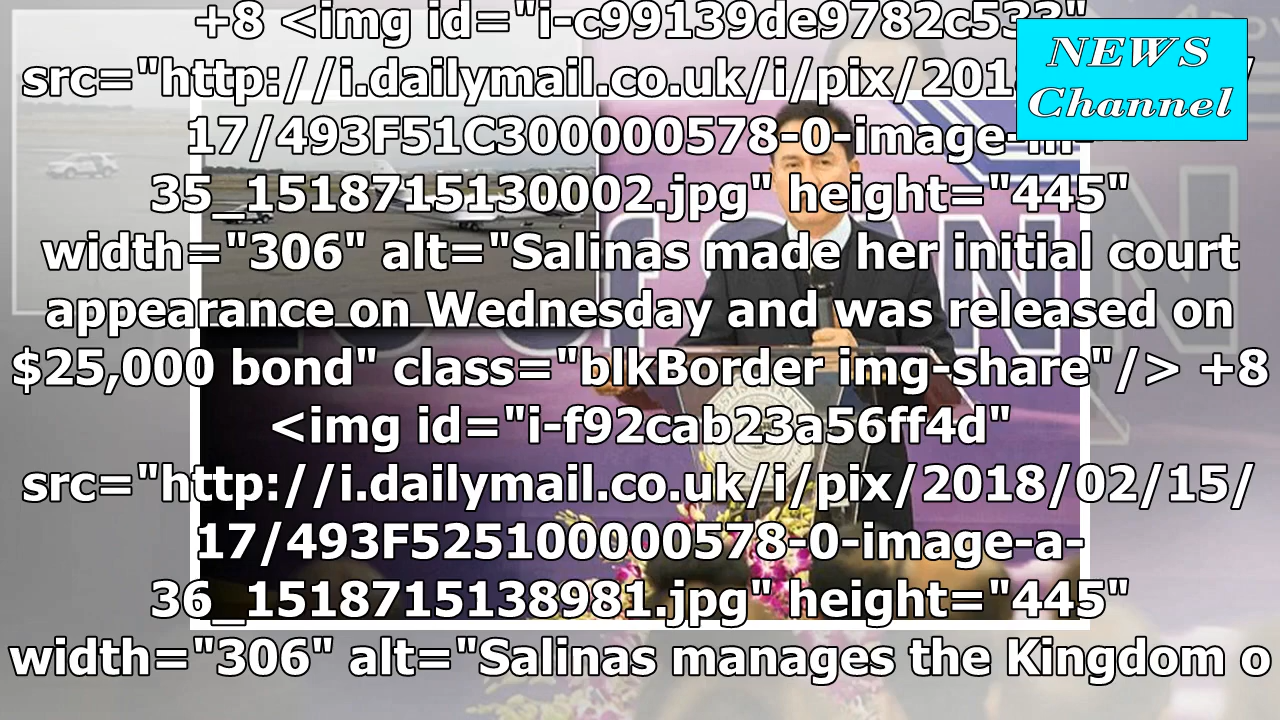 +8 <img id="i-c99139de9782c533"
src="http://i.dailymail.co.uk/i/pix/201 /
17/493F51C300000578-0-image-
35_1518715130002.jpg" height="445"
width="306" alt="Salinas made her initial court
appearance on Wednesday and was released on
$25,000 bond" class="blkBorder img-share"/> +8
<img id="i-f92cab23a56ff4d"
src="http://i.dailymail.co.uk/i/pix/2018/02/15/
17/493F525100000578-0-image-a-
36_1518715138981.jpg" height="445"
width="306" alt="Salinas manages the Kingdom o
NEWS
Channel